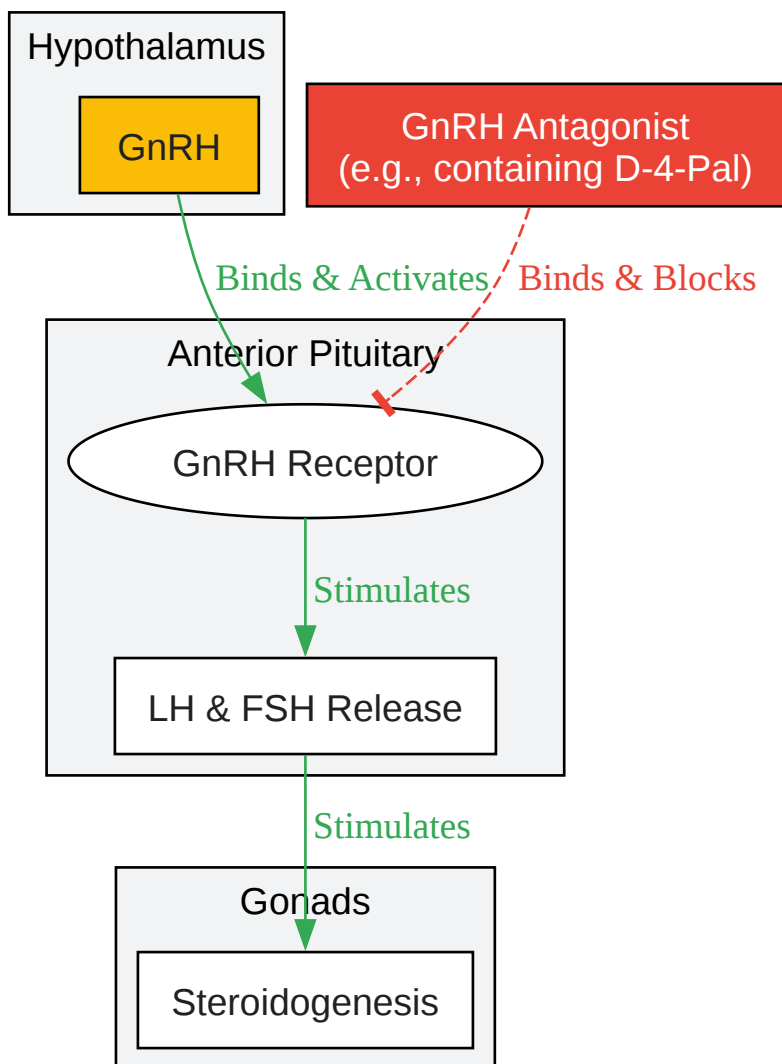 Hypothalamus
GnRH
GnRH Antagonist
(e.g., containing D-4-Pal)
Binds & Activates
Binds & Blocks
Anterior Pituitary
GnRH Receptor
Stimulates
LH & FSH Release
Stimulates
Gonads
Steroidogenesis